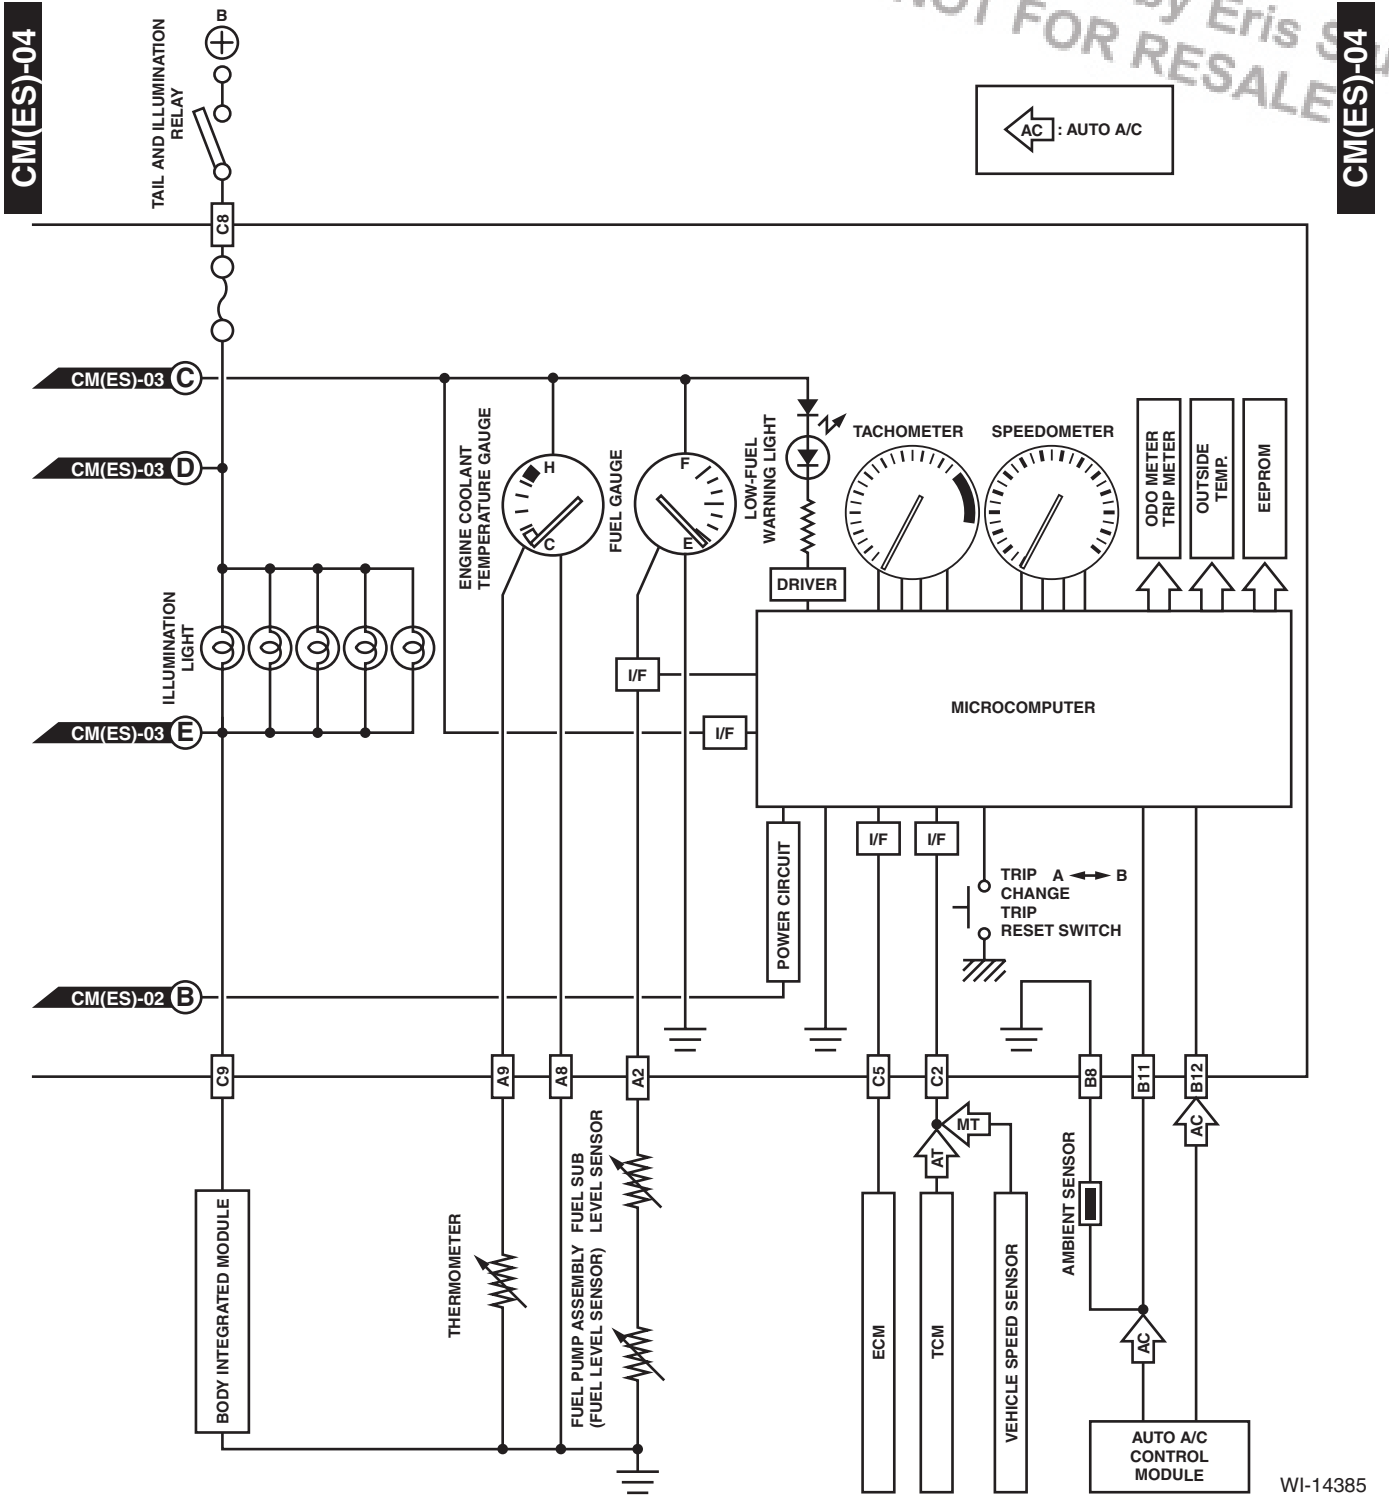 by Eris
NOT FOR RESALE
CM(ES)-04
CM(ES)-04
B
TAIL AND ILLUMINATION
RELAY
AC : AUTO A/C
C8
CM(ES)-03 C
CM(ES)-03 D
CM(ES)-03 E
CM(ES)-02 B
ILLUMINATION
LIGHT
ENGINE COOLANT
TEMPERATURE GAUGE
H
C
FUEL GAUGE
F
E
LOW-FUEL
WARNING LIGHT
DRIVER
TACHOMETER
SPEEDOMETER
ODO METER
TRIP METER
OUTSIDE
TEMP.
EEPROM
I/F
I/F
MICROCOMPUTER
POWER CIRCUIT
I/F
I/F
TRIP A B
CHANGE
TRIP
RESET SWITCH
C9
A9
A8
A2
C5
C2
B8
B11
B12
BODY INTEGRATED MODULE
THERMOMETER
FUEL SUB
LEVEL SENSOR
FUEL PUMP ASSEMBLY
(FUEL LEVEL SENSOR)
MT
AT
ECM
TCM
VEHICLE SPEED SENSOR
AMBIENT SENSOR
AC
AC
AUTO A/C
CONTROL
MODULE
WI-14385